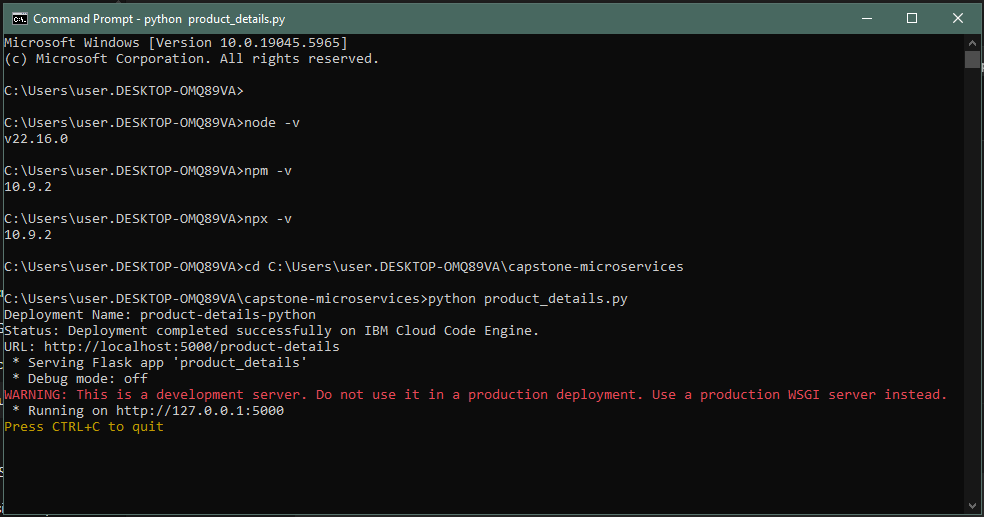 Command Prompt - python product_details.py
Microsoft Windows [Version 10.0.19045.5965]
(c) Microsoft Corporation. All rights reserved.
C:\Users\user.DESKTOP-OMQ89VA>
C:\Users\user.DESKTOP-OMQ89VA>node -v
v22.16.0
C:\Users\user.DESKTOP-OMQ89VA>npm -v
10.9.2
C:\Users\user.DESKTOP-OMQ89VA>npx -v
10.9.2
C:\Users\user.DESKTOP-OMQ89VA>cd C:\Users\user.DESKTOP-OMQ89VA\capstone-microservices
C:\Users\user.DESKTOP-OMQ89VA\capstone-microservices>python product_details.py
Deployment Name: product-details-python
Status: Deployment completed successfully on IBM Cloud Code Engine.
URL: http://localhost:5000/product-details
 * Serving Flask app 'product_details'
 * Debug mode: off
WARNING: This is a development server. Do not use it in a production deployment. Use a production WSGI server instead.
 * Running on http://127.0.0.1:5000
Press CTRL+C to quit